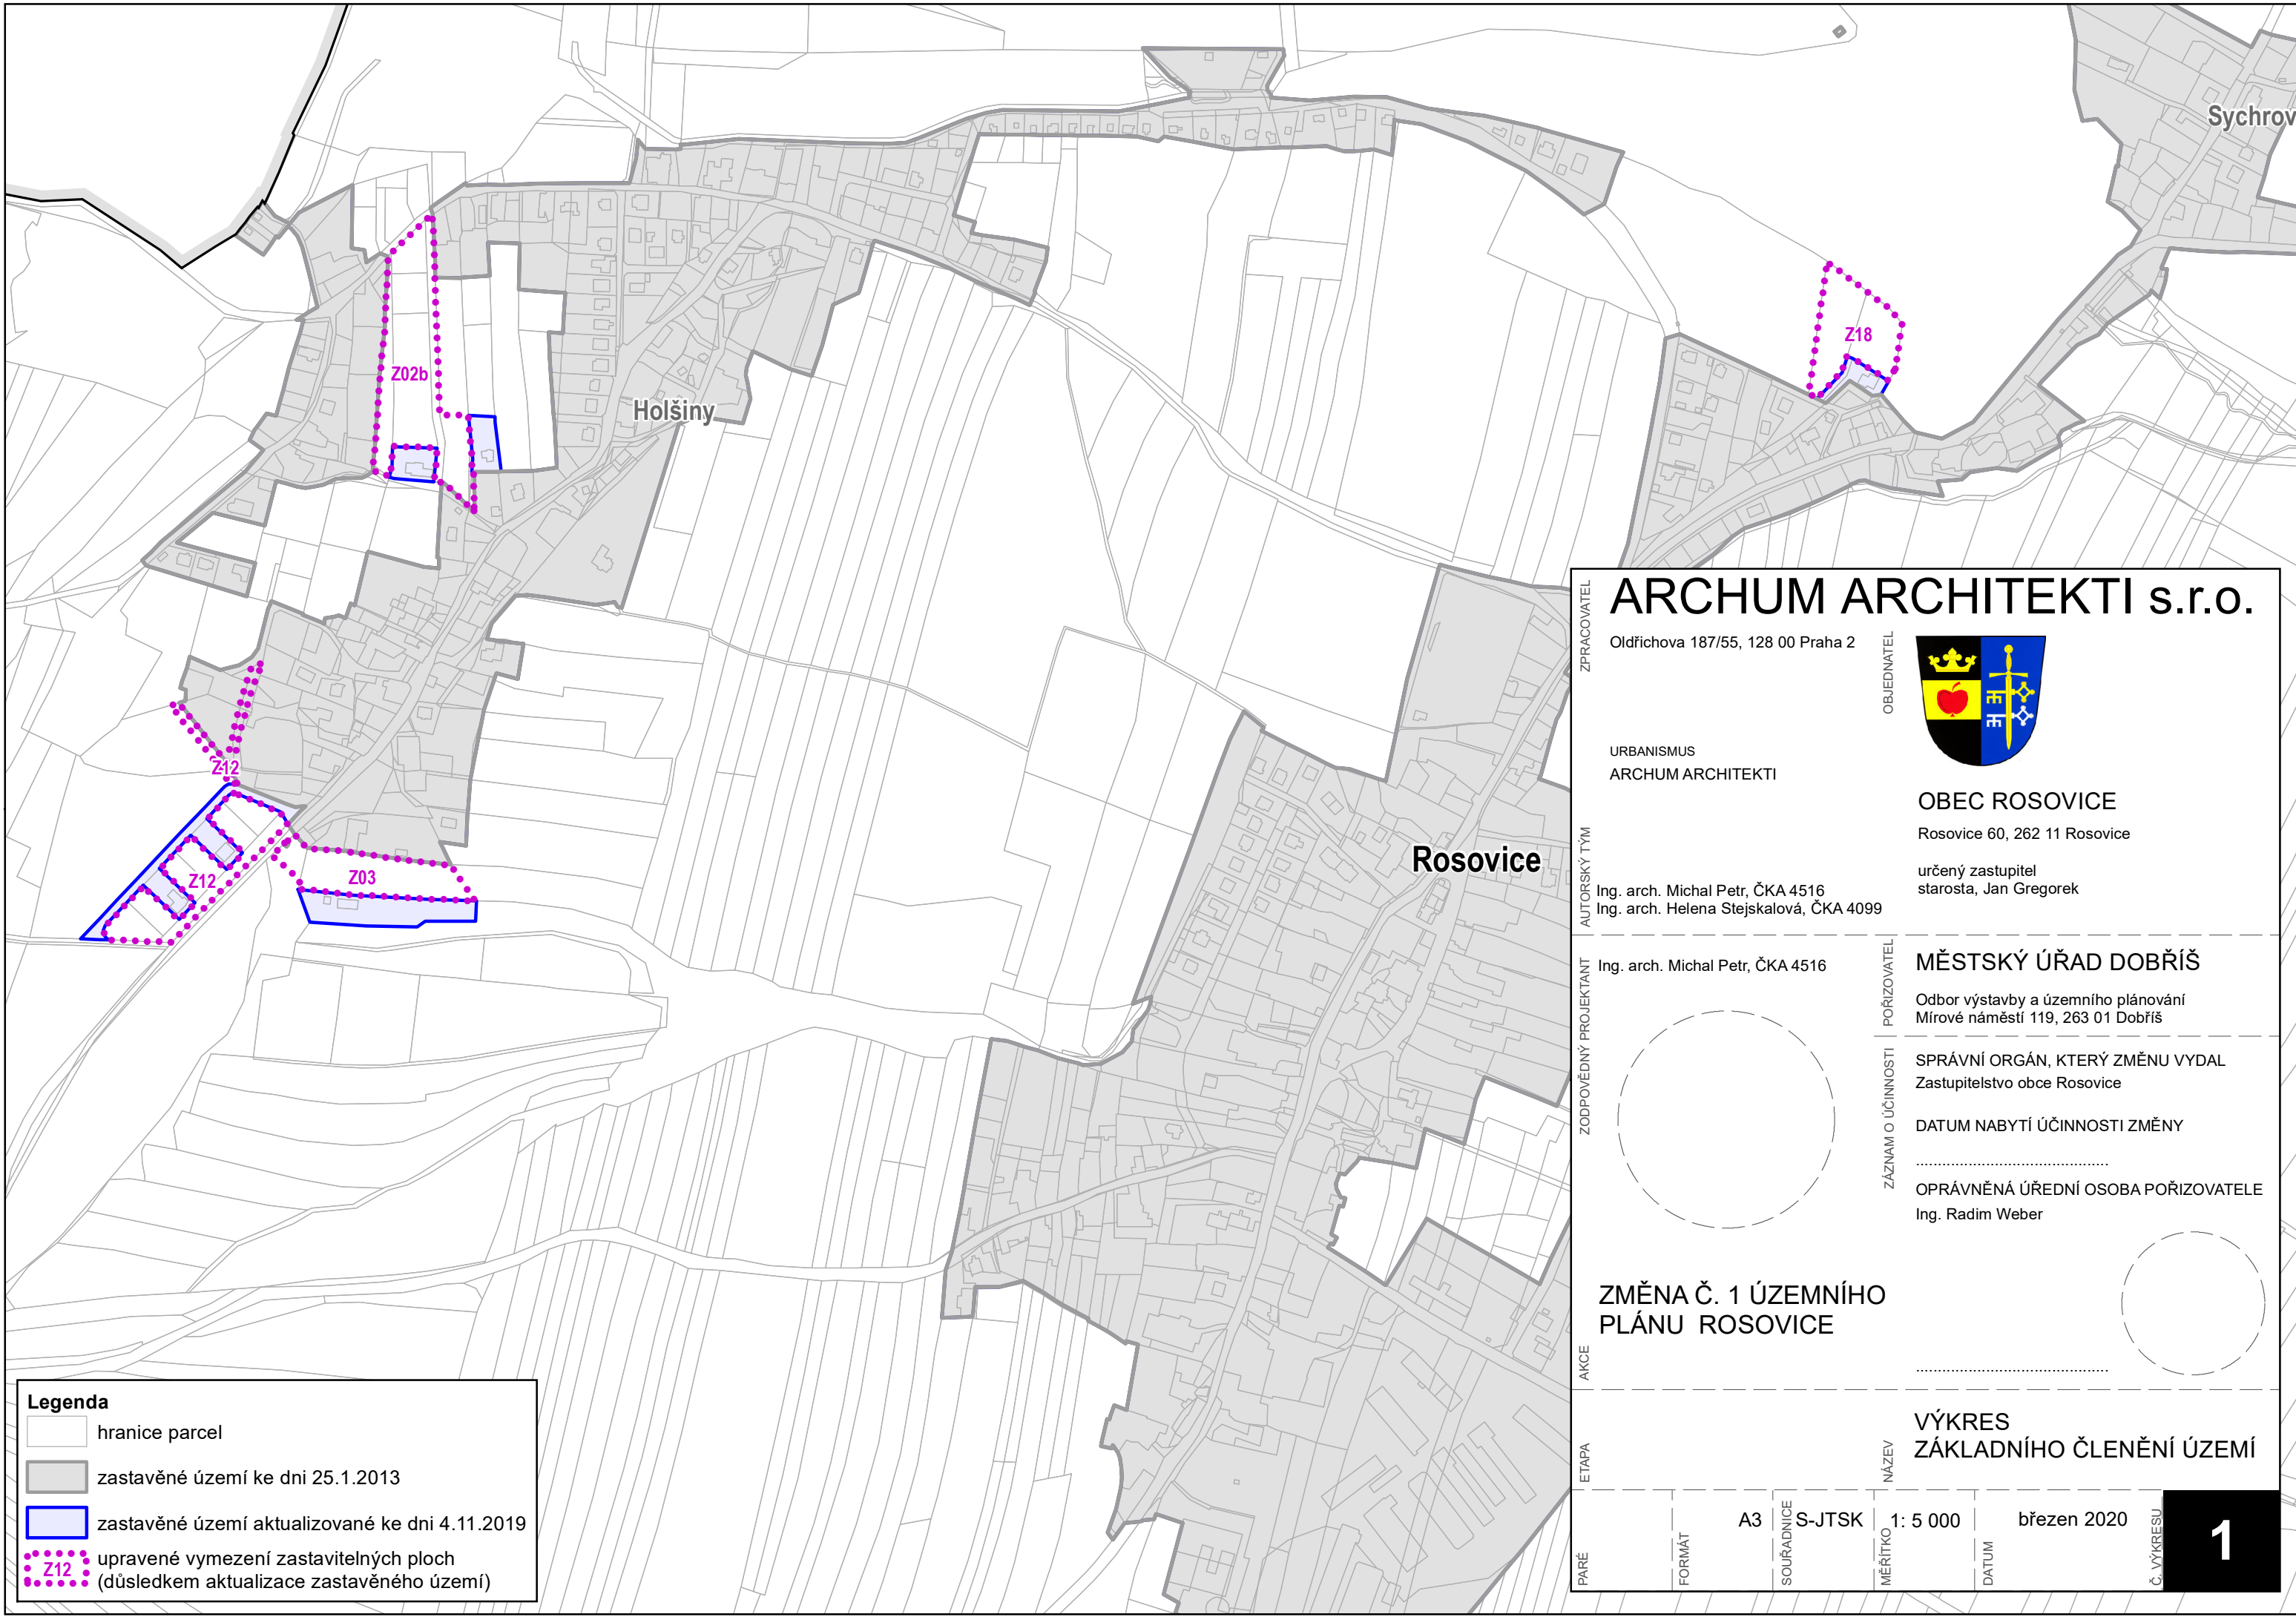 Sychrov
Z18
Z02b
Holšiny
Z12
Z12
Z03
Rosovice
ZPRACOVATEL
ARCHUM ARCHITEKTI s.r.o.
Oldřichova 187/55, 128 00 Praha 2
OBJEDNATEL
URBANISMUS
ARCHUM ARCHITEKTI
OBEC ROSOVICE
Rosovice 60, 262 11 Rosovice
určený zastupitel
starosta, Jan Gregorek
AUTORSKÝ TÝM
Ing. arch. Michal Petr, ČKA 4516
Ing. arch. Helena Stejskalová, ČKA 4099
ZODPOVĚDNÝ PROJEKTANT
Ing. arch. Michal Petr, ČKA 4516
POŘIZOVATEL
MĚSTSKÝ ÚŘAD DOBŘÍŠ
Odbor výstavby a územního plánování
Mírové náměstí 119, 263 01 Dobříš
ZÁZNAM O ÚČINNOSTI
SPRÁVNÍ ORGÁN, KTERÝ ZMĚNU VYDAL
Zastupitelstvo obce Rosovice
DATUM NABYTÍ ÚČINNOSTI ZMĚNY
............................................
OPRÁVNĚNÁ ÚŘEDNÍ OSOBA POŘIZOVATELE
Ing. Radim Weber
............................................
AKCE
ZMĚNA Č. 1 ÚZEMNÍHO
PLÁNU ROSOVICE
ETAPA
NÁZEV
VÝKRES
ZÁKLADNÍHO ČLENĚNÍ ÚZEMÍ
PARÉ
FORMÁT
A3
SOUŘADNICE
S-JTSK
MĚŘÍTKO
1: 5 000
DATUM
březen 2020
Č. VÝKRESU
1
Legenda
hranice parcel
zastavěné území ke dni 25.1.2013
zastavěné území aktualizované ke dni 4.11.2019
Z12
upravené vymezení zastavitelných ploch
(důsledkem aktualizace zastavěného území)